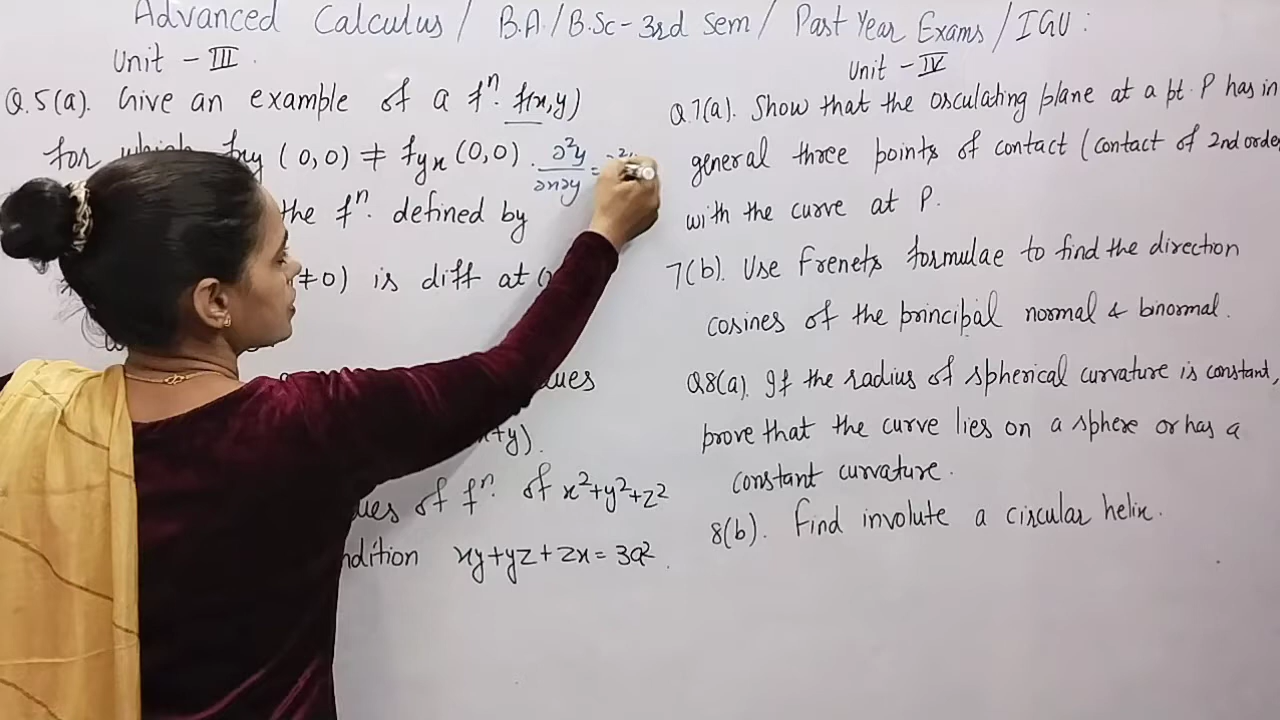 Advanced Calculus / B.A./B.Sc-3rd Sem / Past Year Exams / IGU:
Unit - III.
Q.5(a). Give an example of a fⁿ. f(x,y)
for which fxy (0,0) ≠ fyx (0,0). ∂²y/∂x∂y =
the fⁿ. defined by
≠0) is diff at (
x+y).
of fⁿ. of x²+y²+z²
xy+yz+zx=3a².
Unit - IV
Q.7(a). Show that the osculating plane at a pt. P has in
general three points of contact (contact of 2nd order
with the curve at P.
7(b). Use Frenets formulae to find the direction
cosines of the principal normal & binormal.
Q8(a). If the radius of spherical curvature is constant,
prove that the curve lies on a sphere or has a
constant curvature.
8(b). Find involute a circular helix.